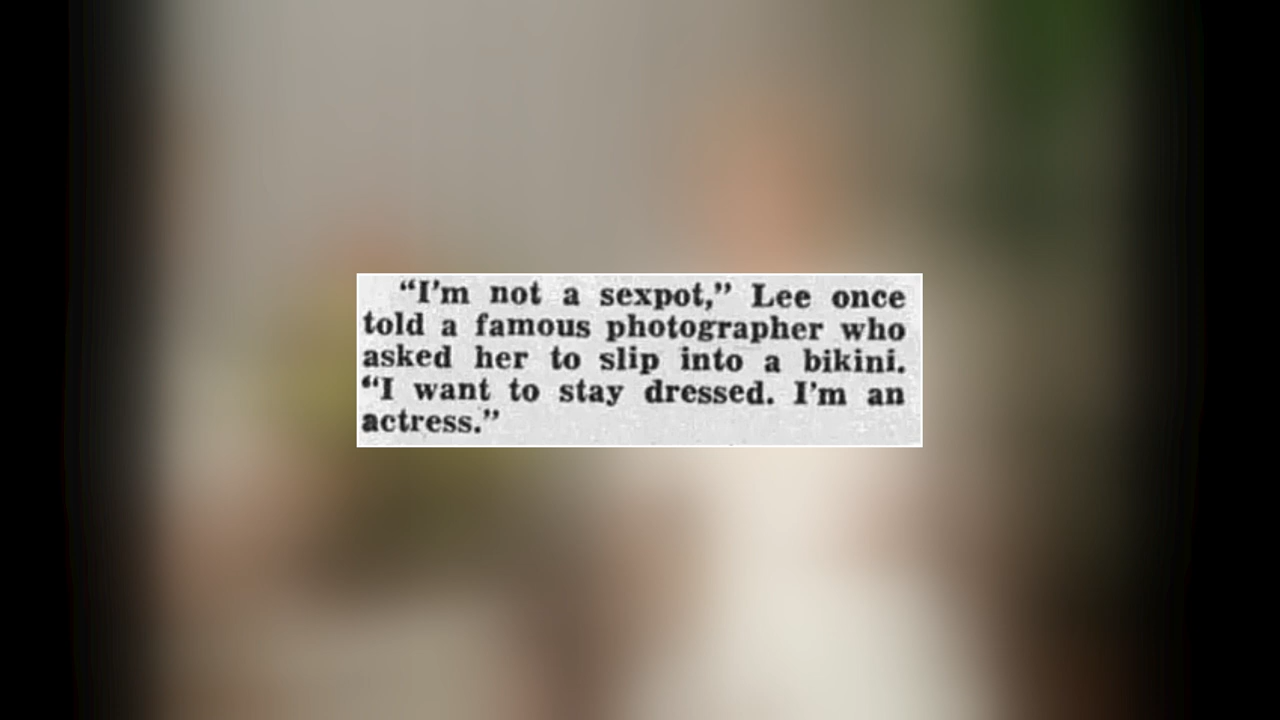 “I’m not a sexpot,” Lee once
told a famous photographer who
asked her to slip into a bikini.
“I want to stay dressed. I’m an
actress.”